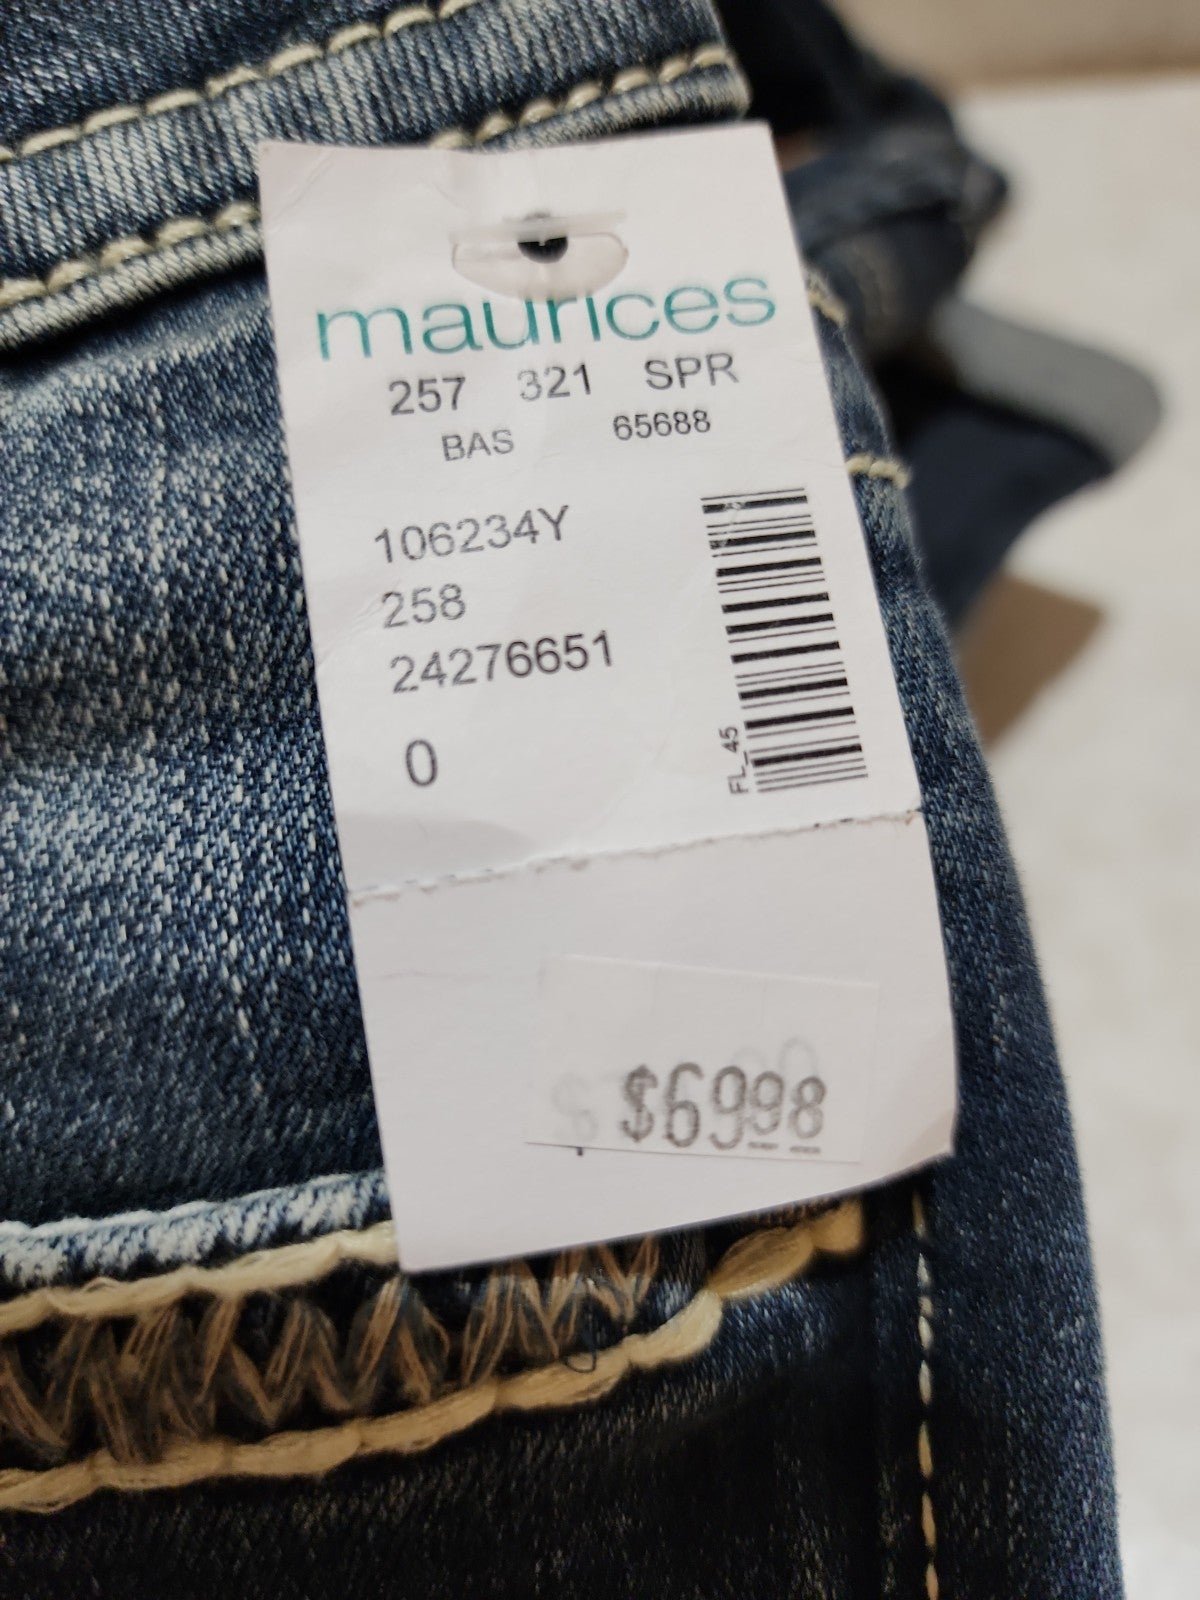 maurices
257 321 SPR
BAS 65688
106234Y
258
24276651
0
FL_45
$69.98